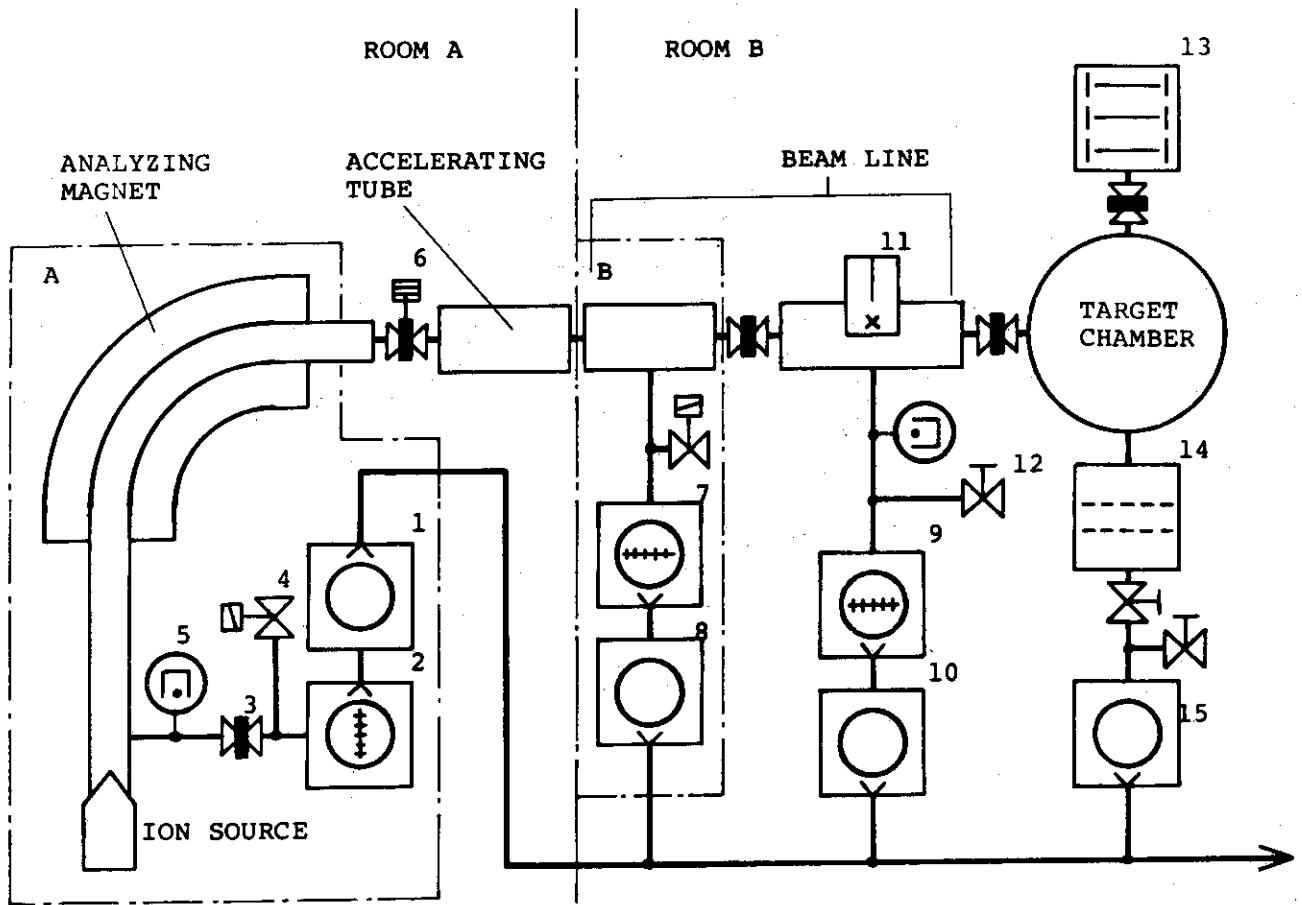 ROOM A
ROOM B
13
ANALYZING
MAGNET
ACCELERATING
TUBE
BEAM LINE
A
6
B
11
TARGET
CHAMBER
1
7
12
14
4
9
5
2
8
10
3
15
ION SOURCE